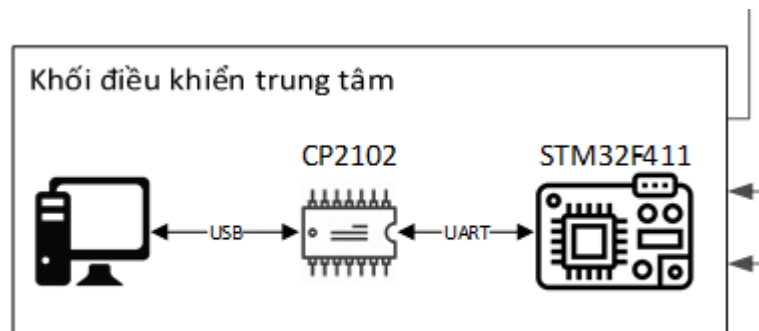 Khối điều khiển trung tâm
CP2102
STM32F411
USB
UART